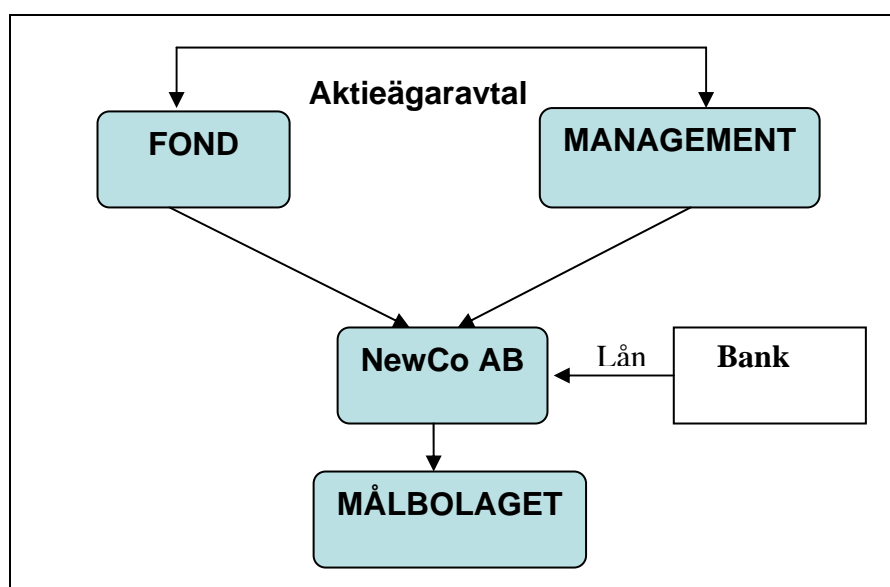 Aktieägaravtal
FOND
MANAGEMENT
NewCo AB
Lån
Bank
MÅLBOLAGET